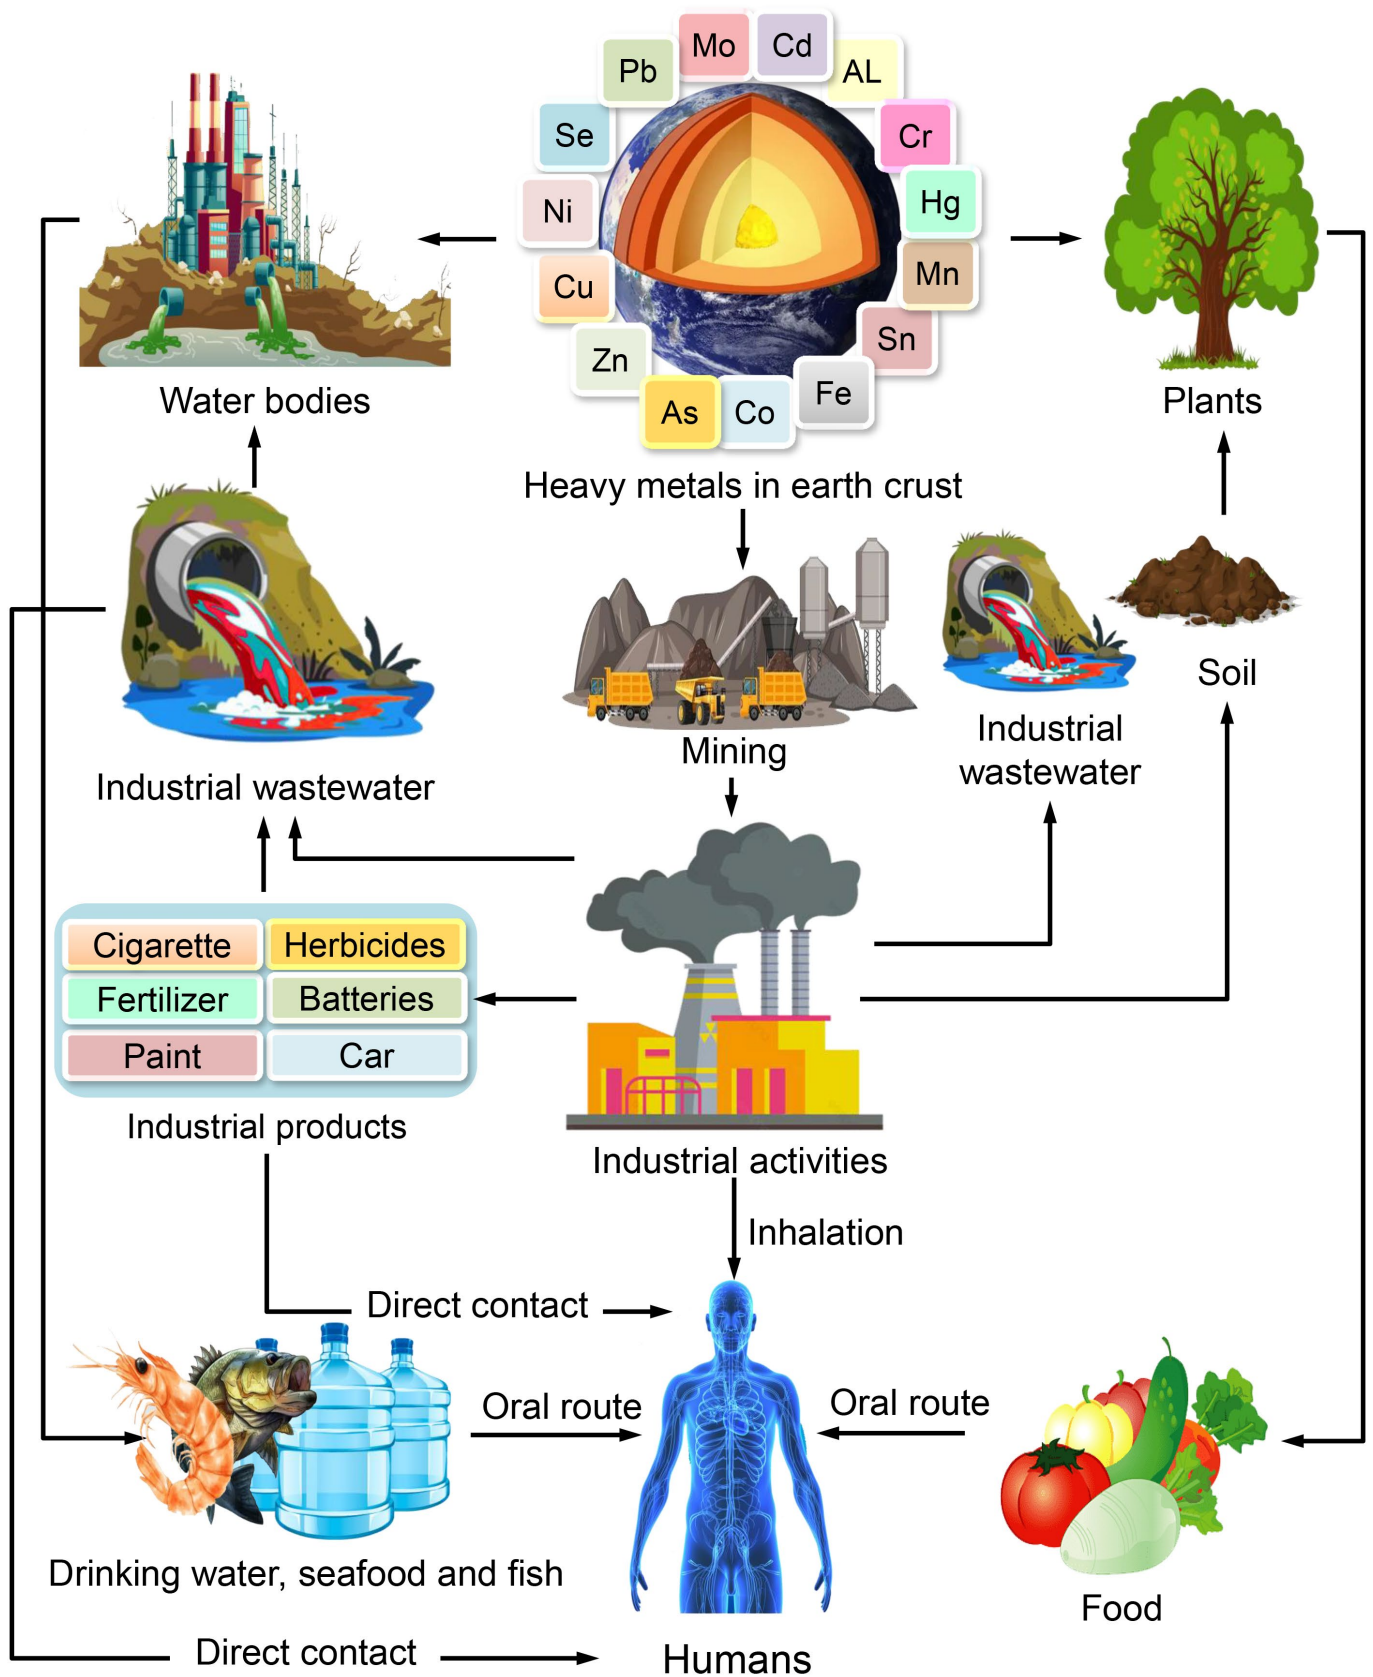 Mo
Cd
Pb
AL
Se
Cr
Ni
Hg
Cu
Mn
Zn
Sn
As
Co
Fe
Water bodies
Plants
Heavy metals in earth crust
Soil
Mining
Industrial
wastewater
Industrial wastewater
Cigarette
Herbicides
Fertilizer
Batteries
Paint
Car
Industrial products
Industrial activities
Inhalation
Direct contact
Oral route
Oral route
Drinking water, seafood and fish
Food
Direct contact
Humans